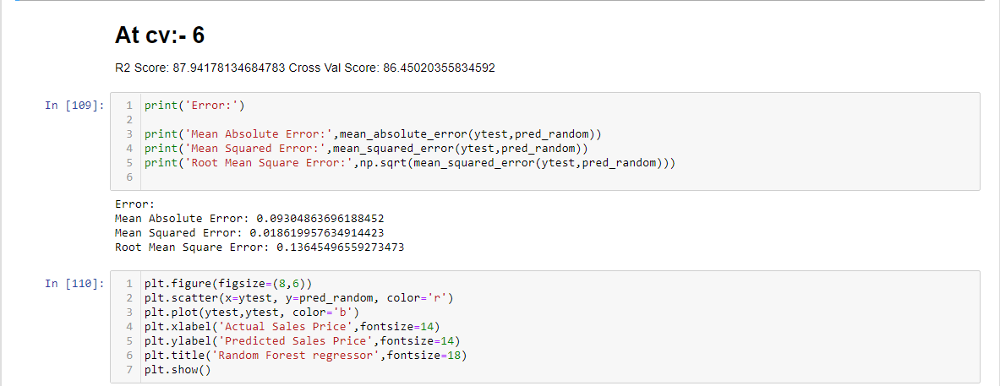 At cv:- 6
R2 Score: 87.94178134684783 Cross Val Score: 86.45020355834592
In [109]:
1 print('Error:')
2
3 print('Mean Absolute Error:',mean_absolute_error(ytest,pred_random))
4 print('Mean Squared Error:',mean_squared_error(ytest,pred_random))
5 print('Root Mean Square Error:',np.sqrt(mean_squared_error(ytest,pred_random)))
6
Error:
Mean Absolute Error: 0.09304863696188452
Mean Squared Error: 0.018619957634914423
Root Mean Square Error: 0.13645496559273473
In [110]:
1 plt.figure(figsize=(8,6))
2 plt.scatter(x=ytest, y=pred_random, color='r')
3 plt.plot(ytest,ytest, color='b')
4 plt.xlabel('Actual Sales Price',fontsize=14)
5 plt.ylabel('Predicted Sales Price',fontsize=14)
6 plt.title('Random Forest regressor',fontsize=18)
7 plt.show()